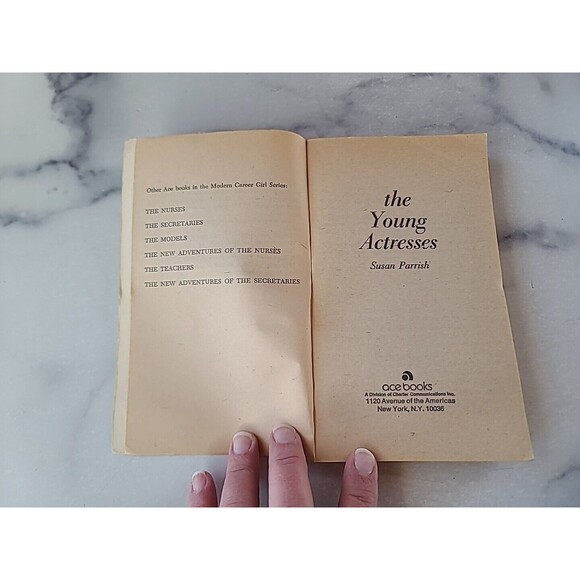 Other Ace books in the Modern Career Girl Series:
THE NURSES
THE SECRETARIES
THE MODELS
THE NEW ADVENTURES OF THE NURSES
THE TEACHERS
THE NEW ADVENTURES OF THE SECRETARIES
the
Young
Actresses
Susan Parrish
ace books
A Division of Charter Communications Inc.
1120 Avenue of the Americas
New York, N.Y. 10036